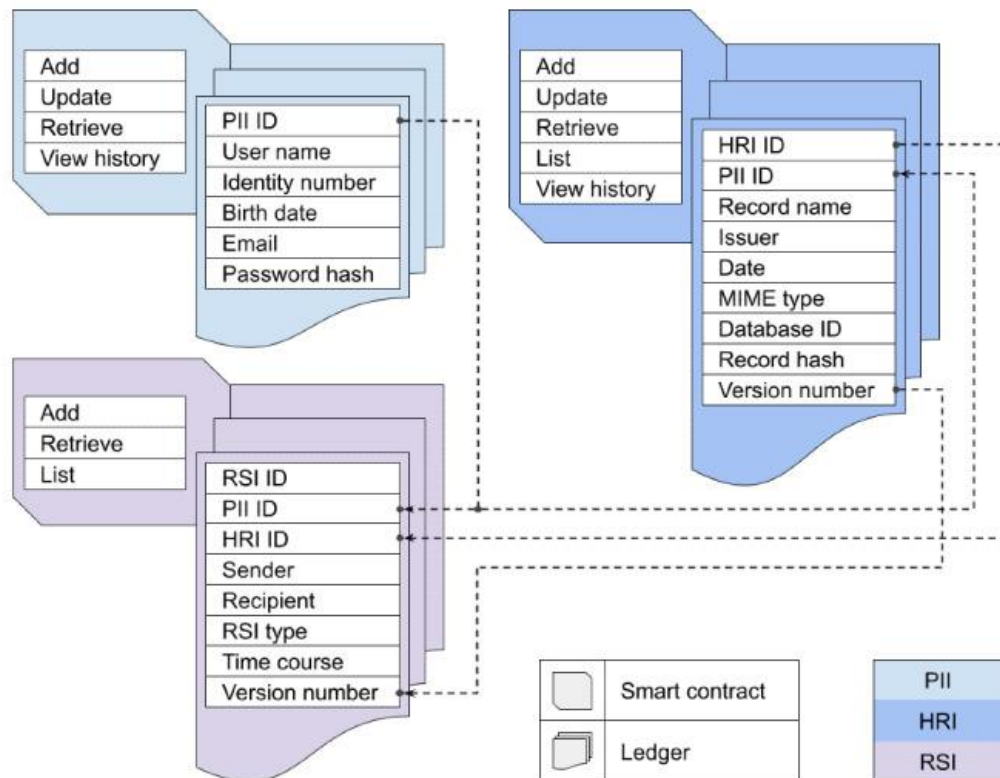 Add
Update
Retrieve
View history
PII ID
User name
Identity number
Birth date
Email
Password hash
Add
Update
Retrieve
List
View history
HRI ID
PII ID
Record name
Issuer
Date
MIME type
Database ID
Record hash
Version number
Add
Retrieve
List
RSI ID
PII ID
HRI ID
Sender
Recipient
RSI type
Time course
Version number
Smart contract
Ledger
PII
HRI
RSI